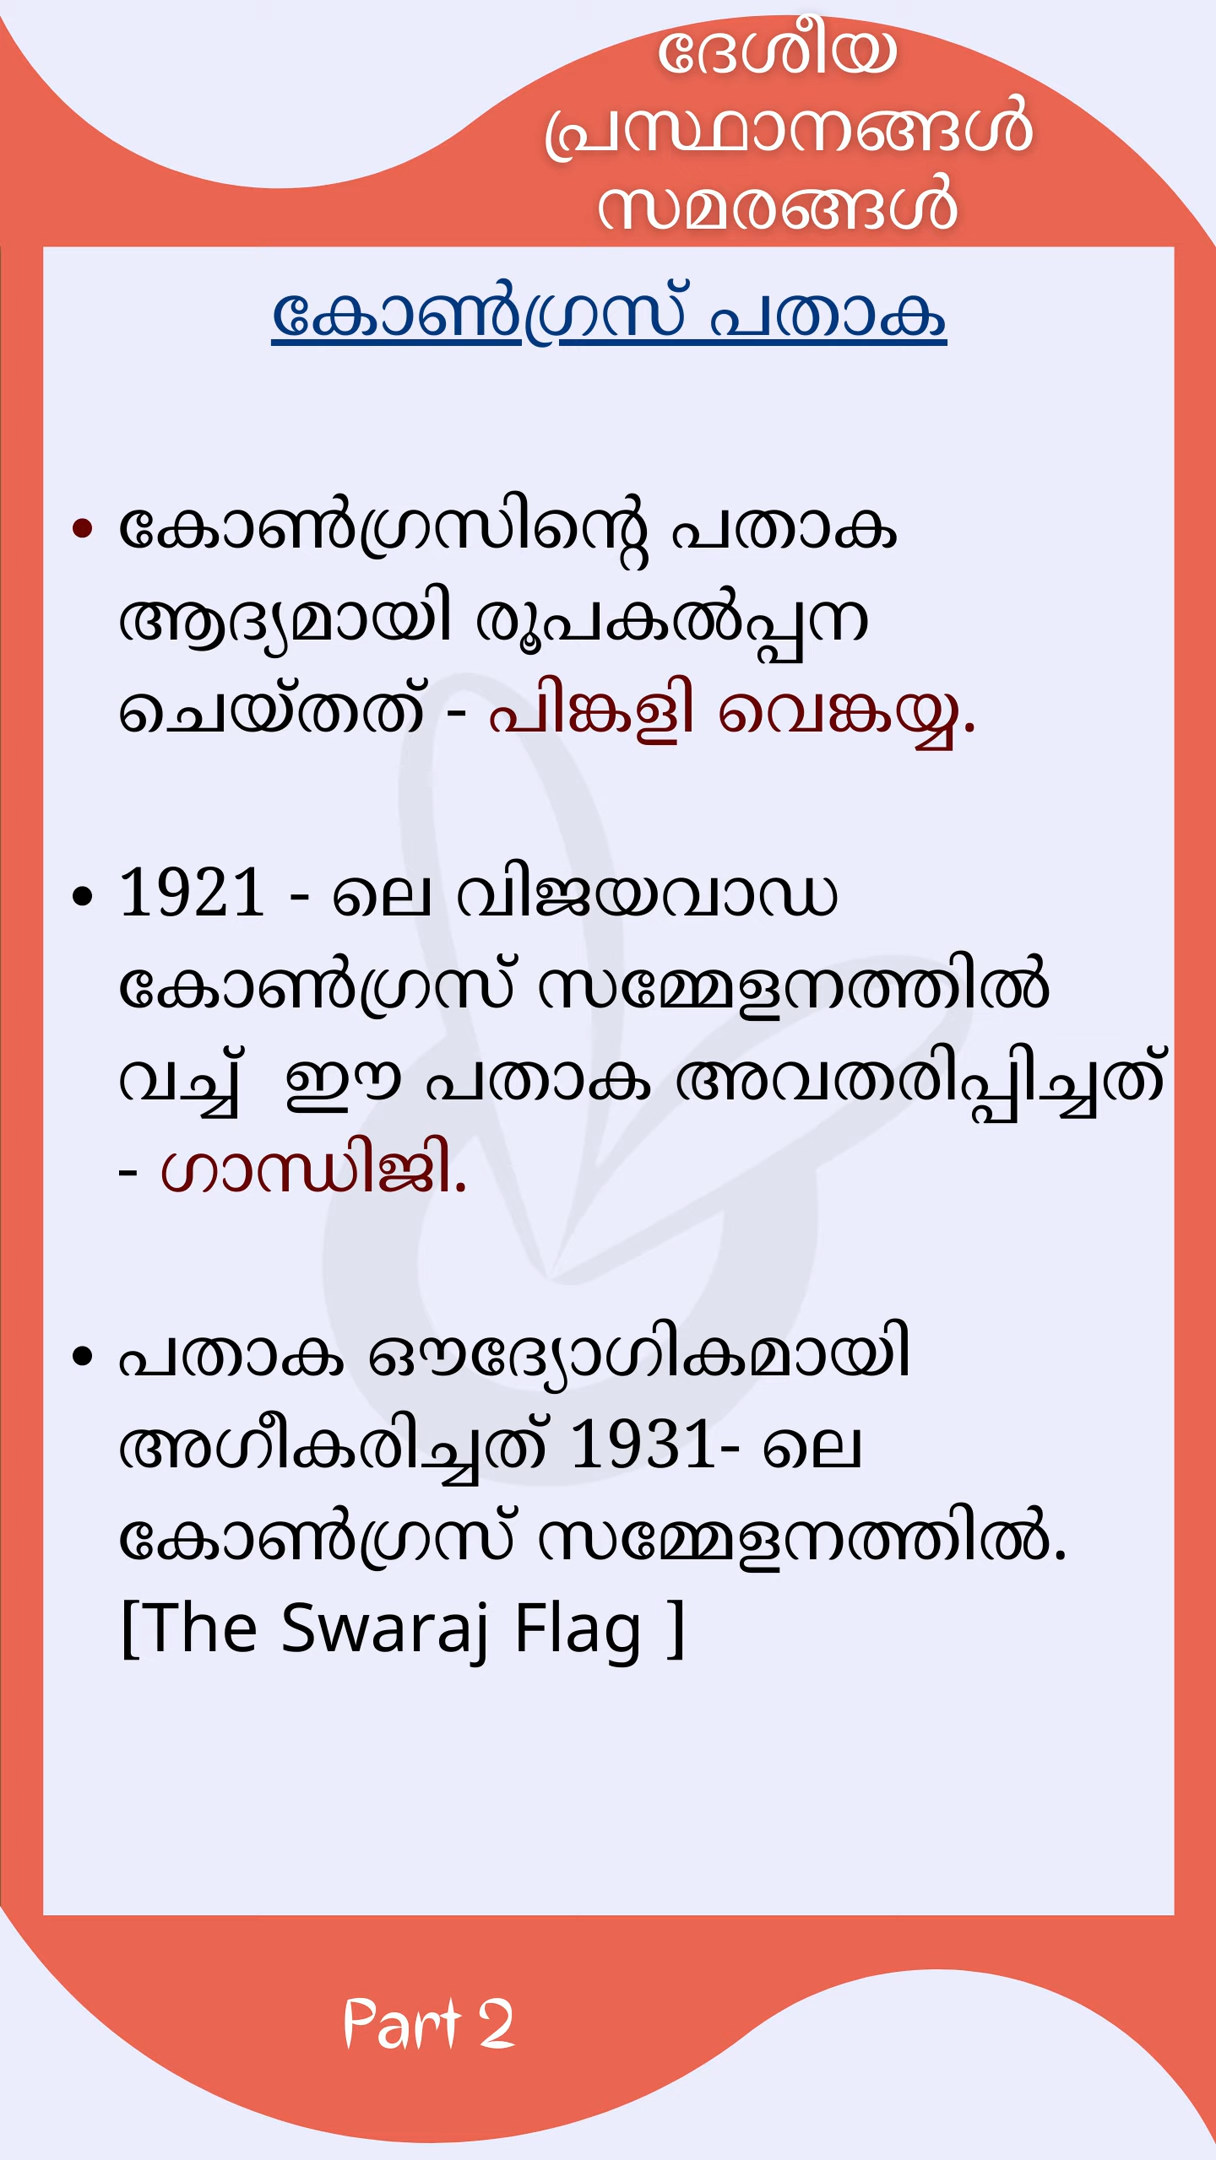 ദേശീയ
പ്രസ്ഥാനങ്ങൾ
സമരങ്ങൾ
കോൺഗ്രസ് പതാക
• കോൺഗ്രസിന്റെ പതാക
ആദ്യമായി രൂപകൽപ്പന
ചെയ്തത് - പിങ്കളി വെങ്കയ്യ.
• 1921 - ലെ വിജയവാഡ
കോൺഗ്രസ് സമ്മേളനത്തിൽ
വച്ച് ഈ പതാക അവതരിപ്പിച്ചത്
- ഗാന്ധിജി.
• പതാക ഔദ്യോഗികമായി
അഗീകരിച്ചത് 1931- ലെ
കോൺഗ്രസ് സമ്മേളനത്തിൽ.
[The Swaraj Flag ]
Part 2